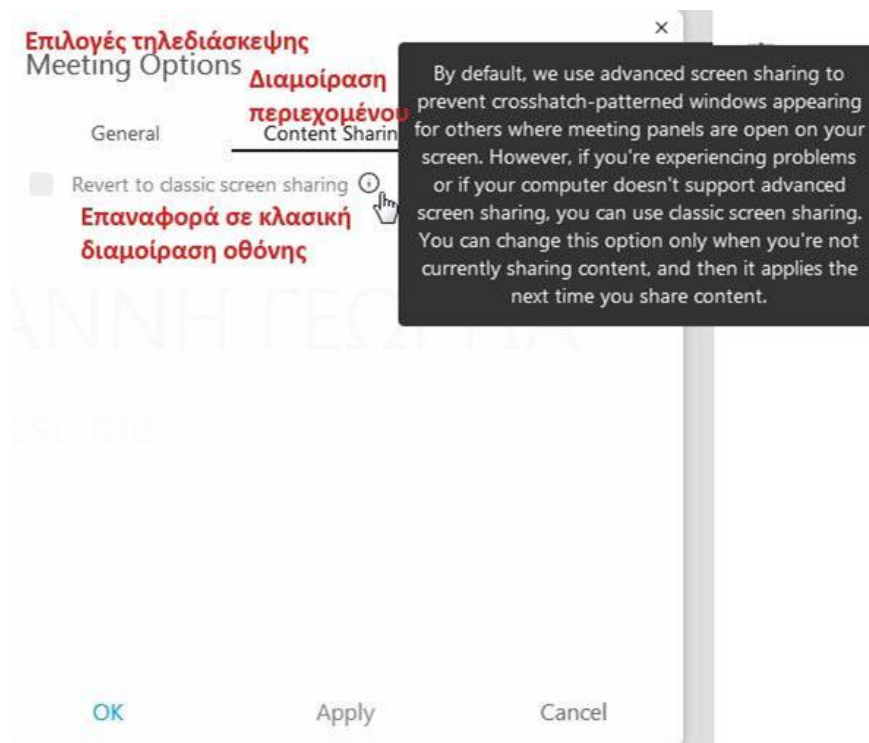 Επιλογές τηλεδιάσκεψης
Meeting Options
Διαμοίραση
περιεχομένου
General
Content Sharin
Revert to classic screen sharing
Επαναφορά σε κλασική
διαμοίραση οθόνης
By default, we use advanced screen sharing to
prevent crosshatch-patterned windows appearing
for others where meeting panels are open on your
screen. However, if you're experiencing problems
or if your computer doesn't support advanced
screen sharing, you can use classic screen sharing.
You can change this option only when you're not
currently sharing content, and then it applies the
next time you share content.
OK
Apply
Cancel